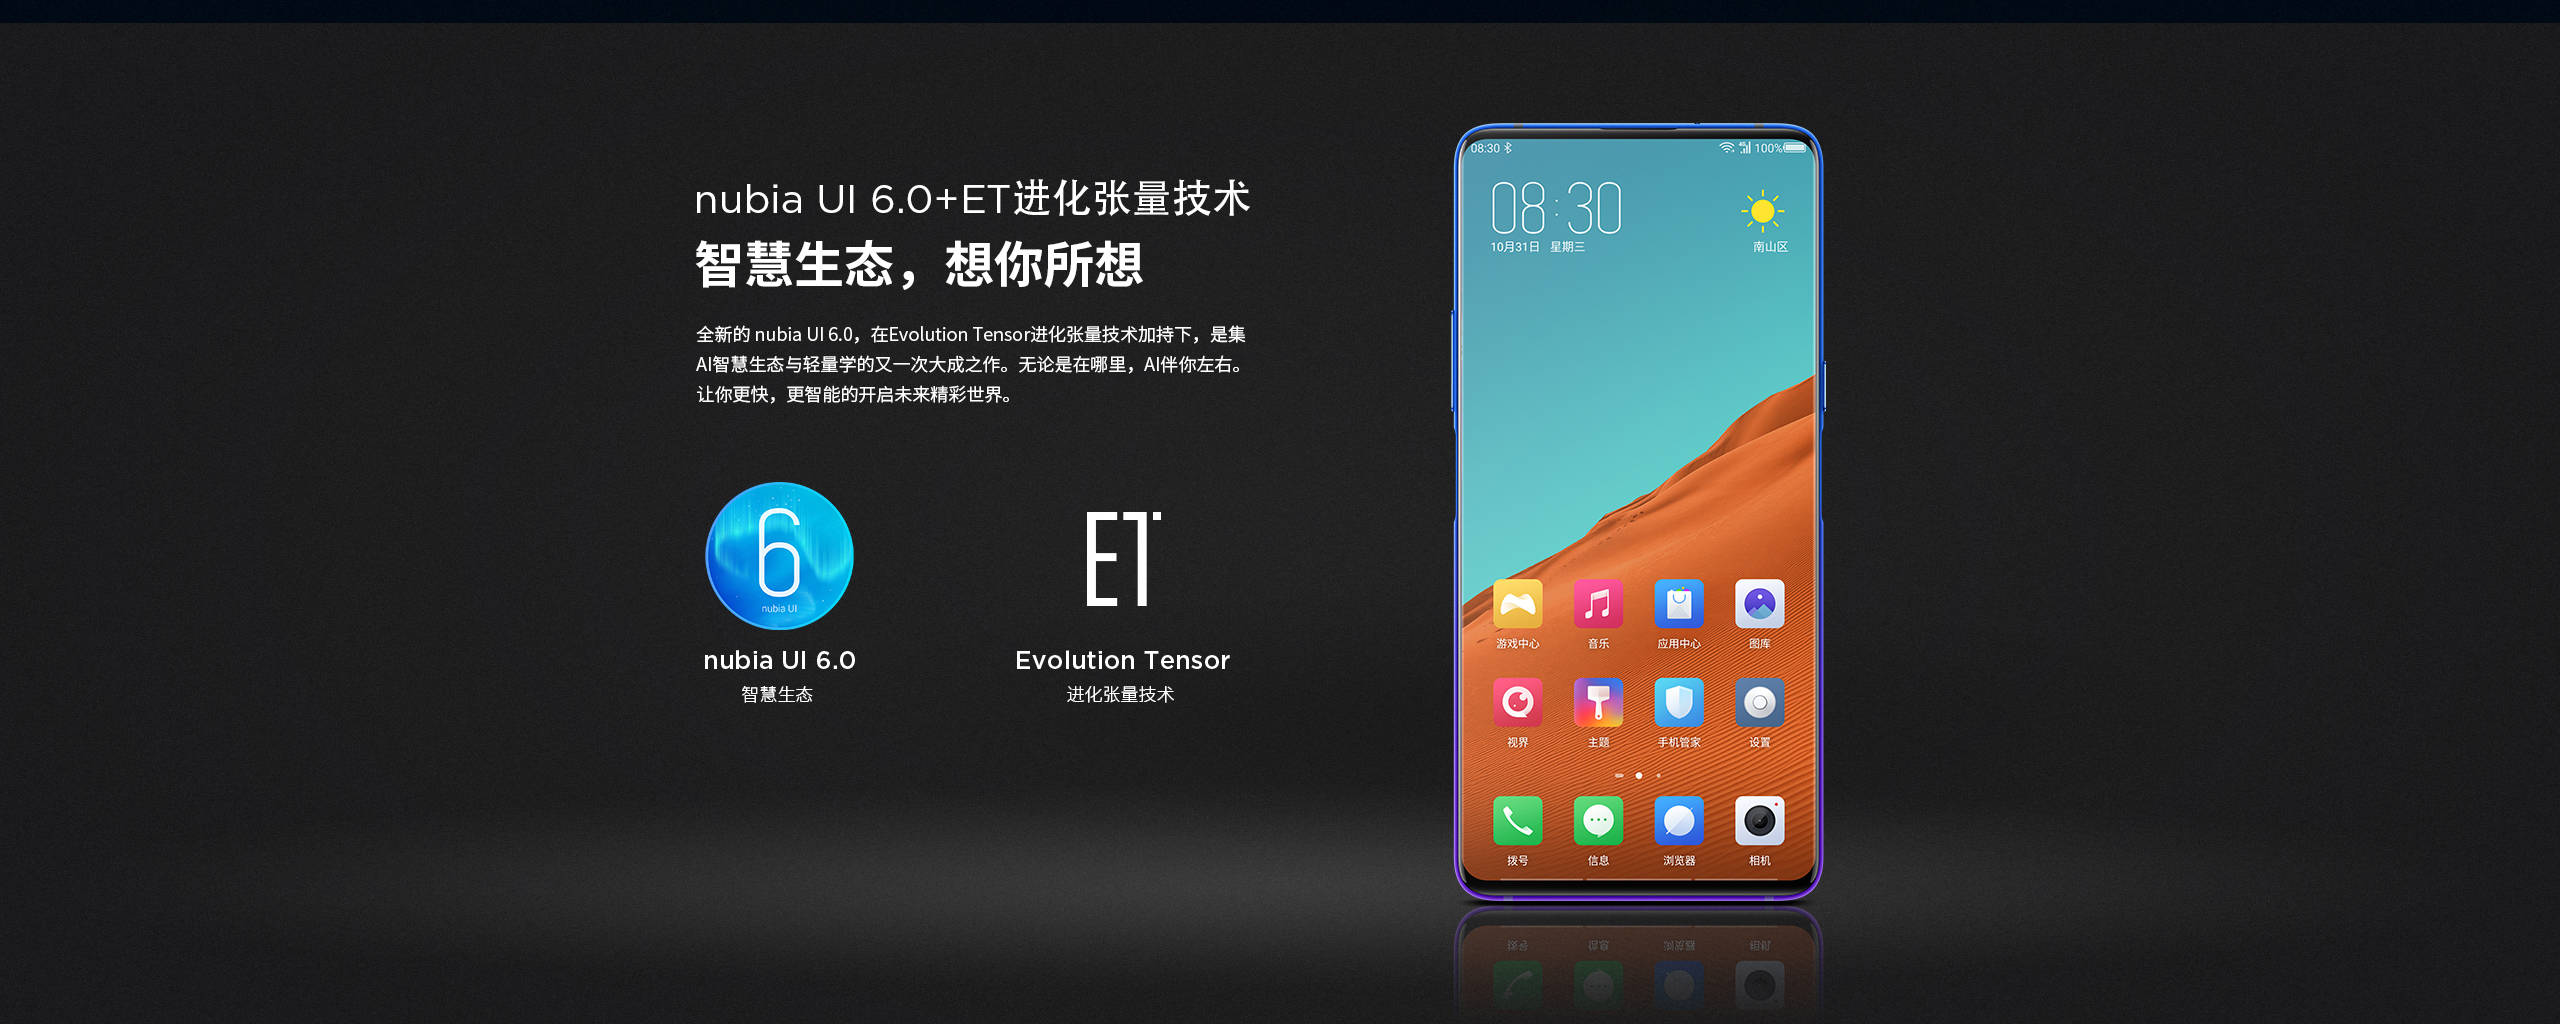 nubia UI 6.0+ET进化张量技术
智慧生态，想你所想
全新的 nubia UI 6.0，在Evolution Tensor进化张量技术加持下，是集
AI智慧生态与轻量学的又一次大成之作。无论是在哪里，AI伴你左右。
让你更快，更智能的开启未来精彩世界。
6
nubia UI
nubia UI 6.0
智慧生态
ET
Evolution Tensor
进化张量技术
08:30 4G 100%
08:30
10月31日 星期三 南山区
游戏中心 音乐 应用中心 图库
视界 主题 手机管家 设置
拨号 信息 浏览器 相机